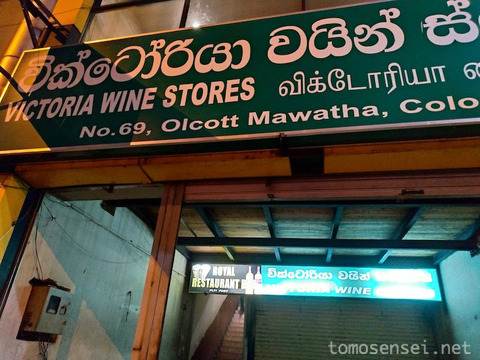 වික්ටෝරියා වයින්
VICTORIA WINE STORES விக்டோரியா
No.69, Olcott Mawatha, Colo
ROYAL
RESTAURANT
වික්ටෝරියා වයින්
VICTORIA WINE
tomosensei.net